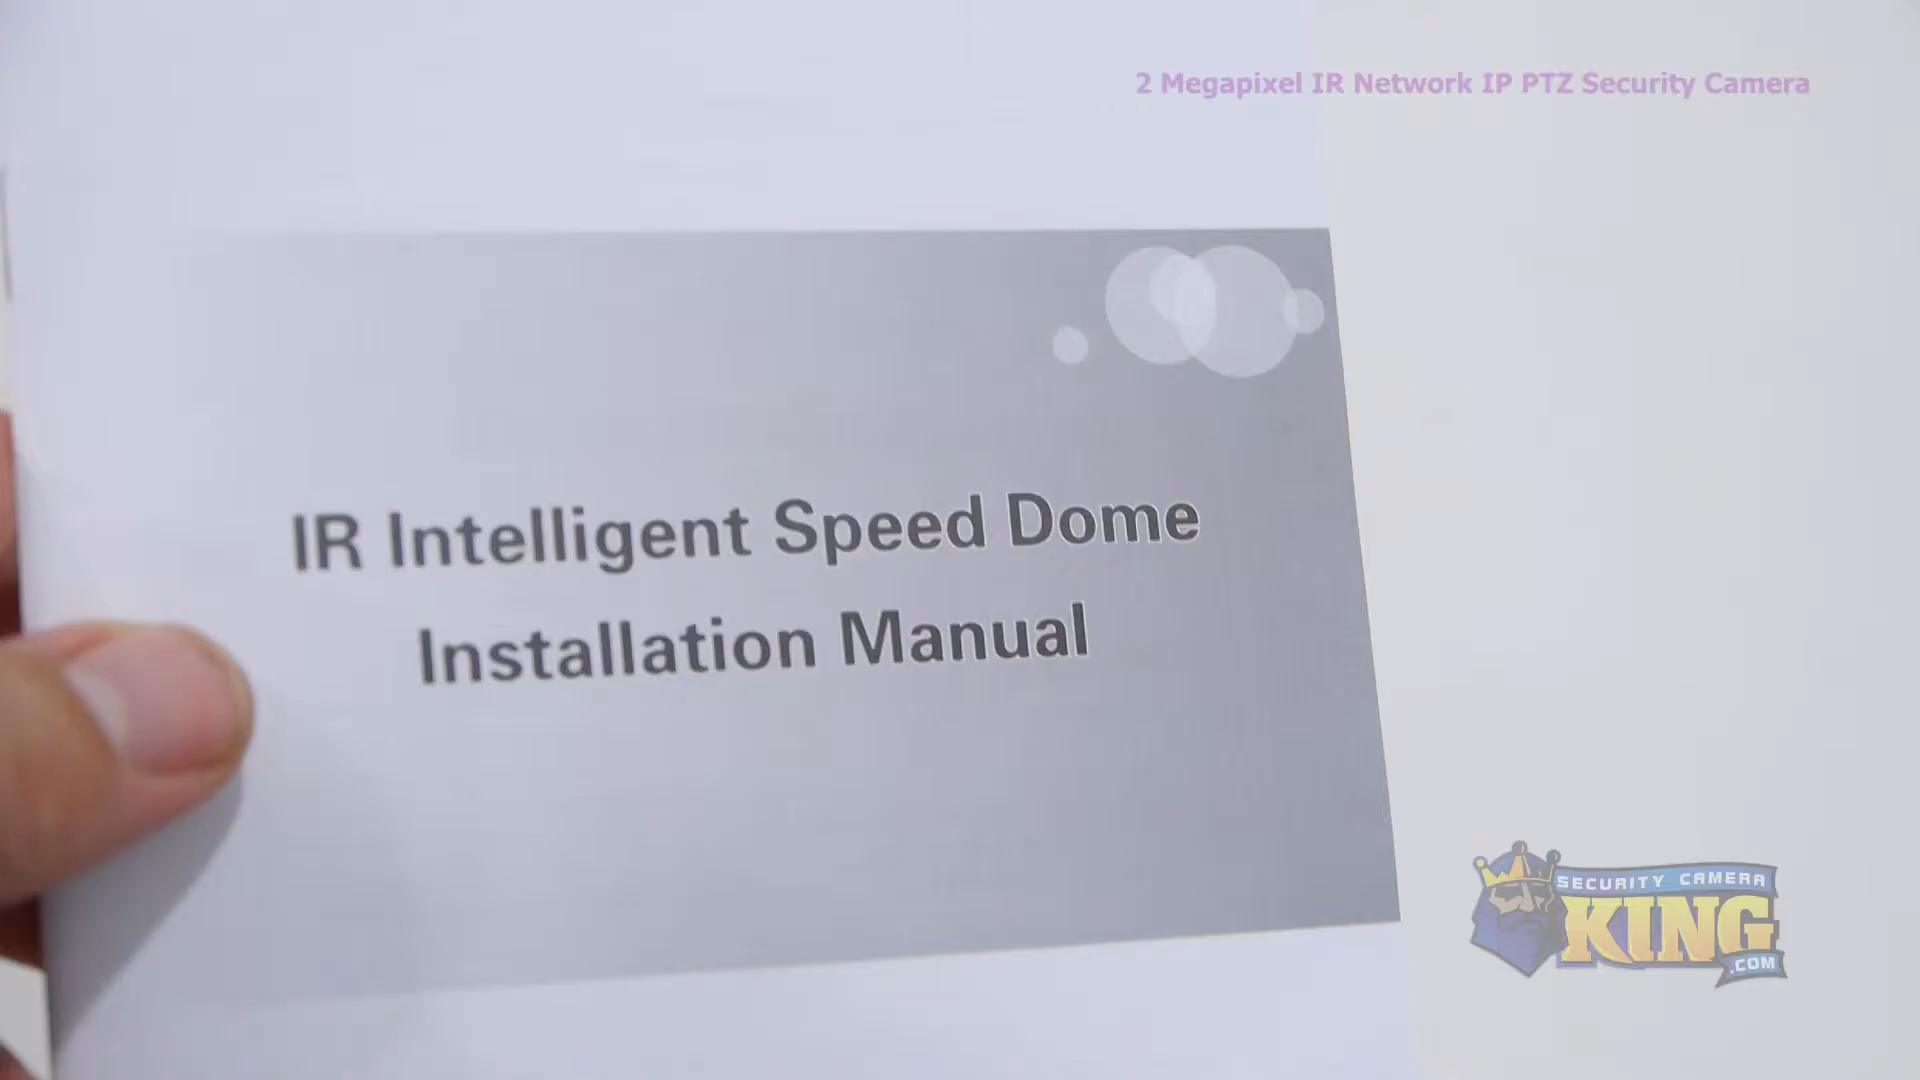 2 Megapixel IR Network IP PTZ Security Camera
IR Intelligent Speed Dome
Installation Manual
SECURITY CAMERA
KING
.COM